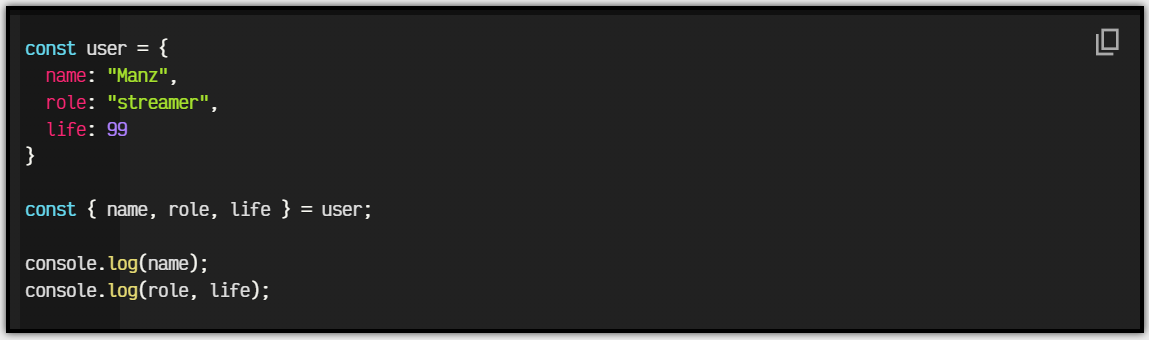 const user = {
  name: "Manz",
  role: "streamer",
  life: 99
}
const { name, role, life } = user;
console.log(name);
console.log(role, life);